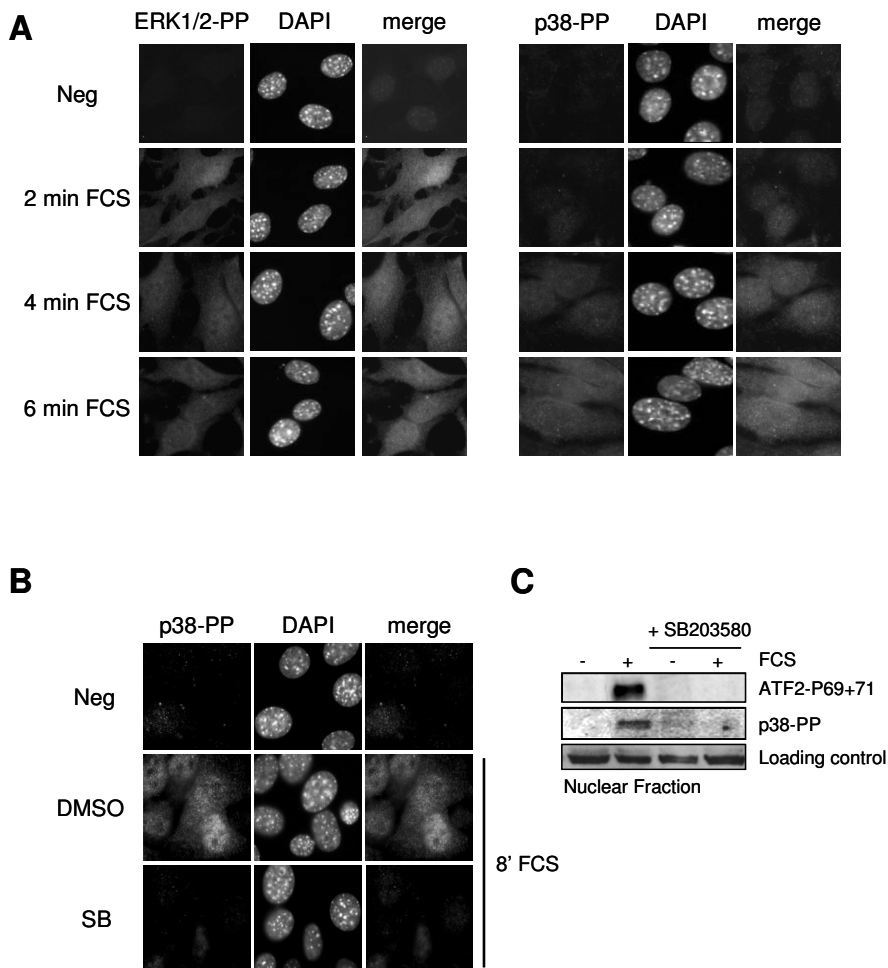 A
ERK1/2-PP DAPI merge p38-PP DAPI merge
Neg
2 min FCS
4 min FCS
6 min FCS
B
p38-PP DAPI merge
Neg
DMSO
SB
8' FCS
C
+ SB203580
- + - + FCS
ATF2-P69+71
p38-PP
Loading control
Nuclear Fraction